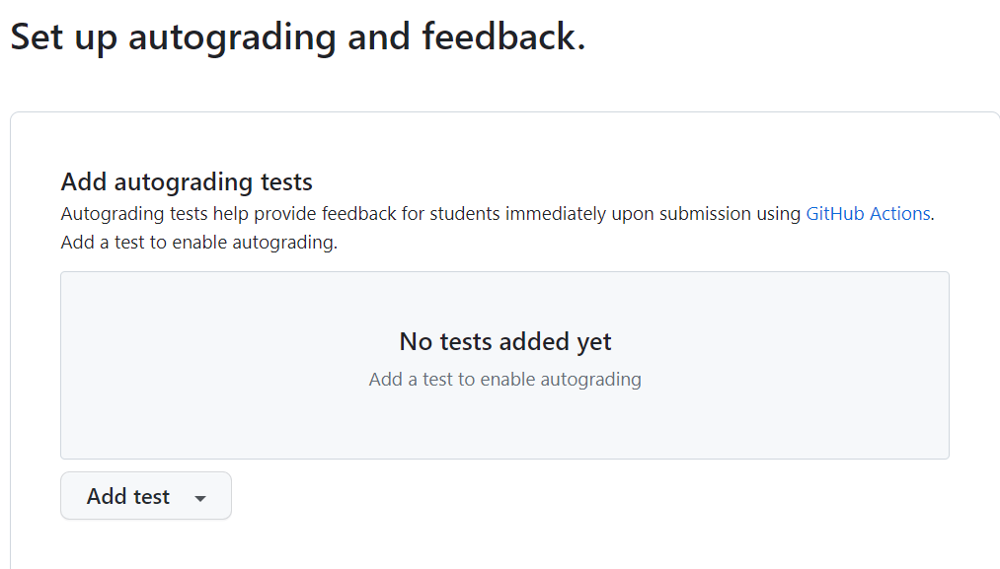 Set up autograding and feedback.
Add autograding tests
Autograding tests help provide feedback for students immediately upon submission using GitHub Actions.
Add a test to enable autograding.
No tests added yet
Add a test to enable autograding
Add test